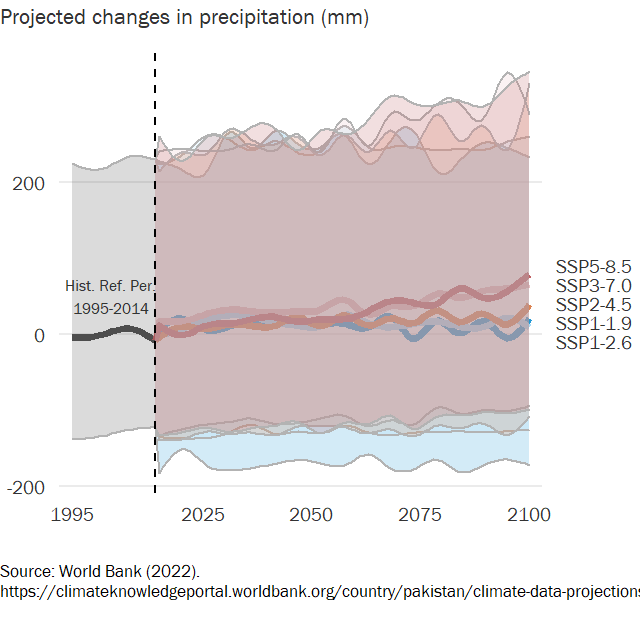 Projected changes in precipitation (mm)
200
Hist. Ref. Per.
1995-2014
SSP5-8.5
SSP3-7.0
SSP2-4.5
SSP1-1.9
SSP1-2.6
0
-200
1995 2025 2050 2075 2100
Source: World Bank (2022).
https://climateknowledgeportal.worldbank.org/country/pakistan/climate-data-projections